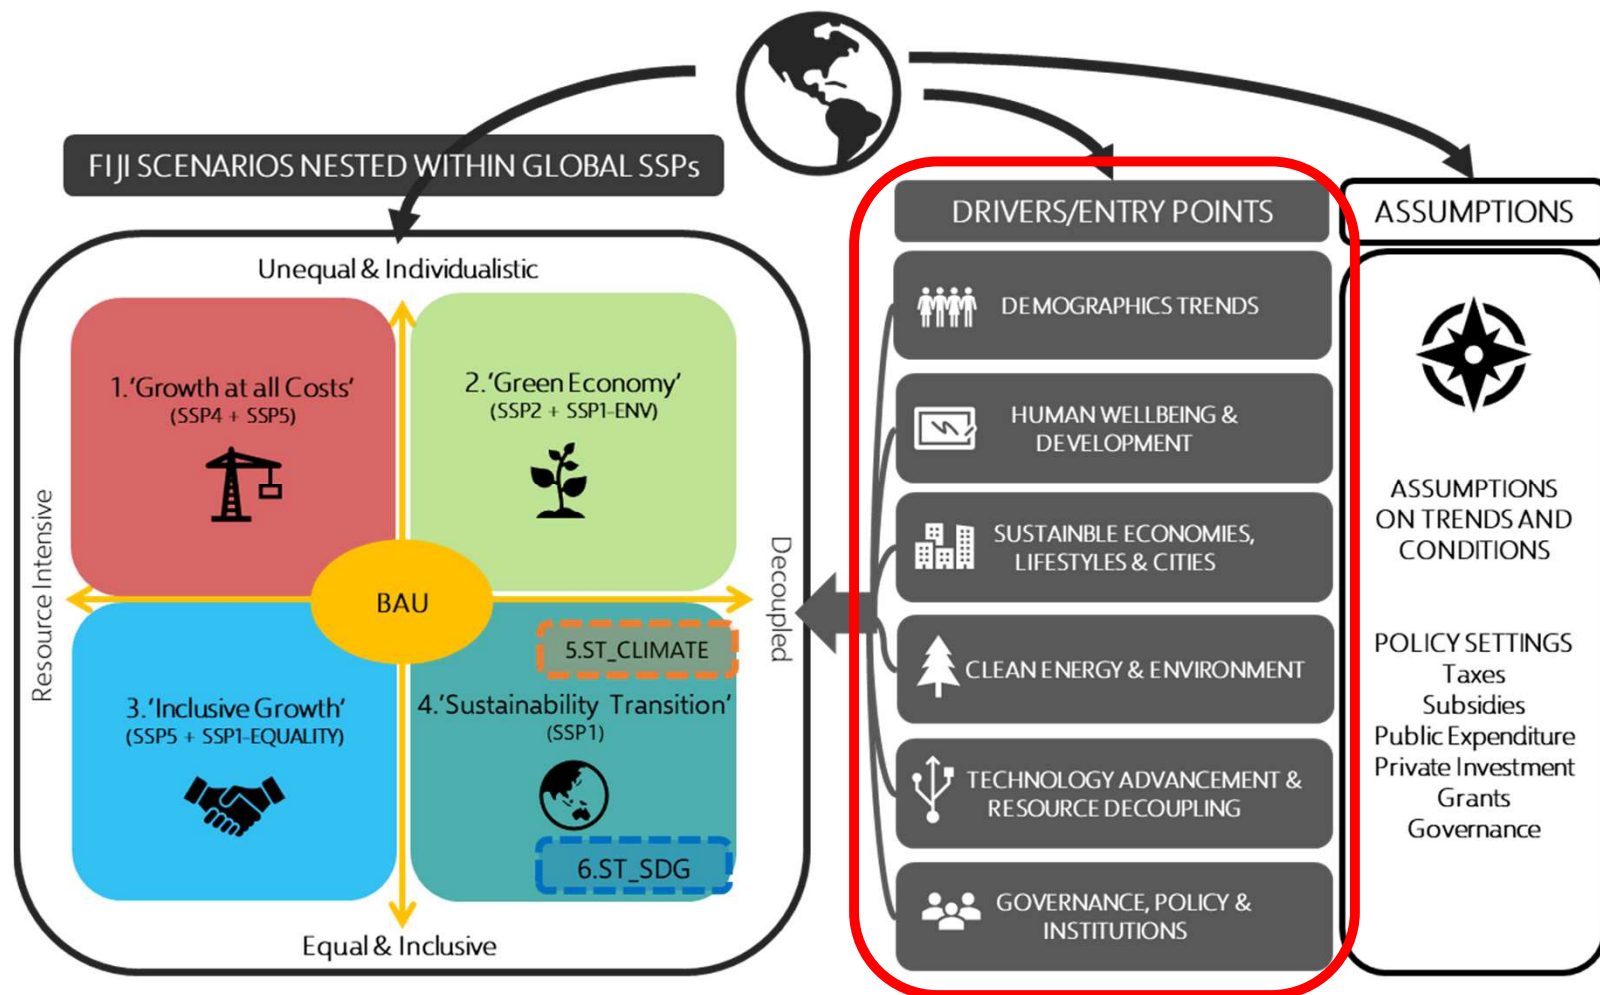 FIJI SCENARIOS NESTED WITHIN GLOBAL SSPs
Unequal & Individualistic
1.'Growth at all Costs'
(SSP4 + SSP5)
2.'Green Economy'
(SSP2 + SSP1-ENV)
Resource Intensive
BAU
Decoupled
3.'Inclusive Growth'
(SSP5 + SSP1-EQUALITY)
5.ST_CLIMATE
4.'Sustainability Transition'
(SSP1)
6.ST_SDG
Equal & Inclusive
DRIVERS/ENTRY POINTS
DEMOGRAPHICS TRENDS
HUMAN WELLBEING &
DEVELOPMENT
SUSTAINBLE ECONOMIES,
LIFESTYLES & CITIES
CLEAN ENERGY & ENVIRONMENT
TECHNOLOGY ADVANCEMENT &
RESOURCE DECOUPLING
GOVERNANCE, POLICY &
INSTITUTIONS
ASSUMPTIONS
ASSUMPTIONS
ON TRENDS AND
CONDITIONS
POLICY SETTINGS
Taxes
Subsidies
Public Expenditure
Private Investment
Grants
Governance